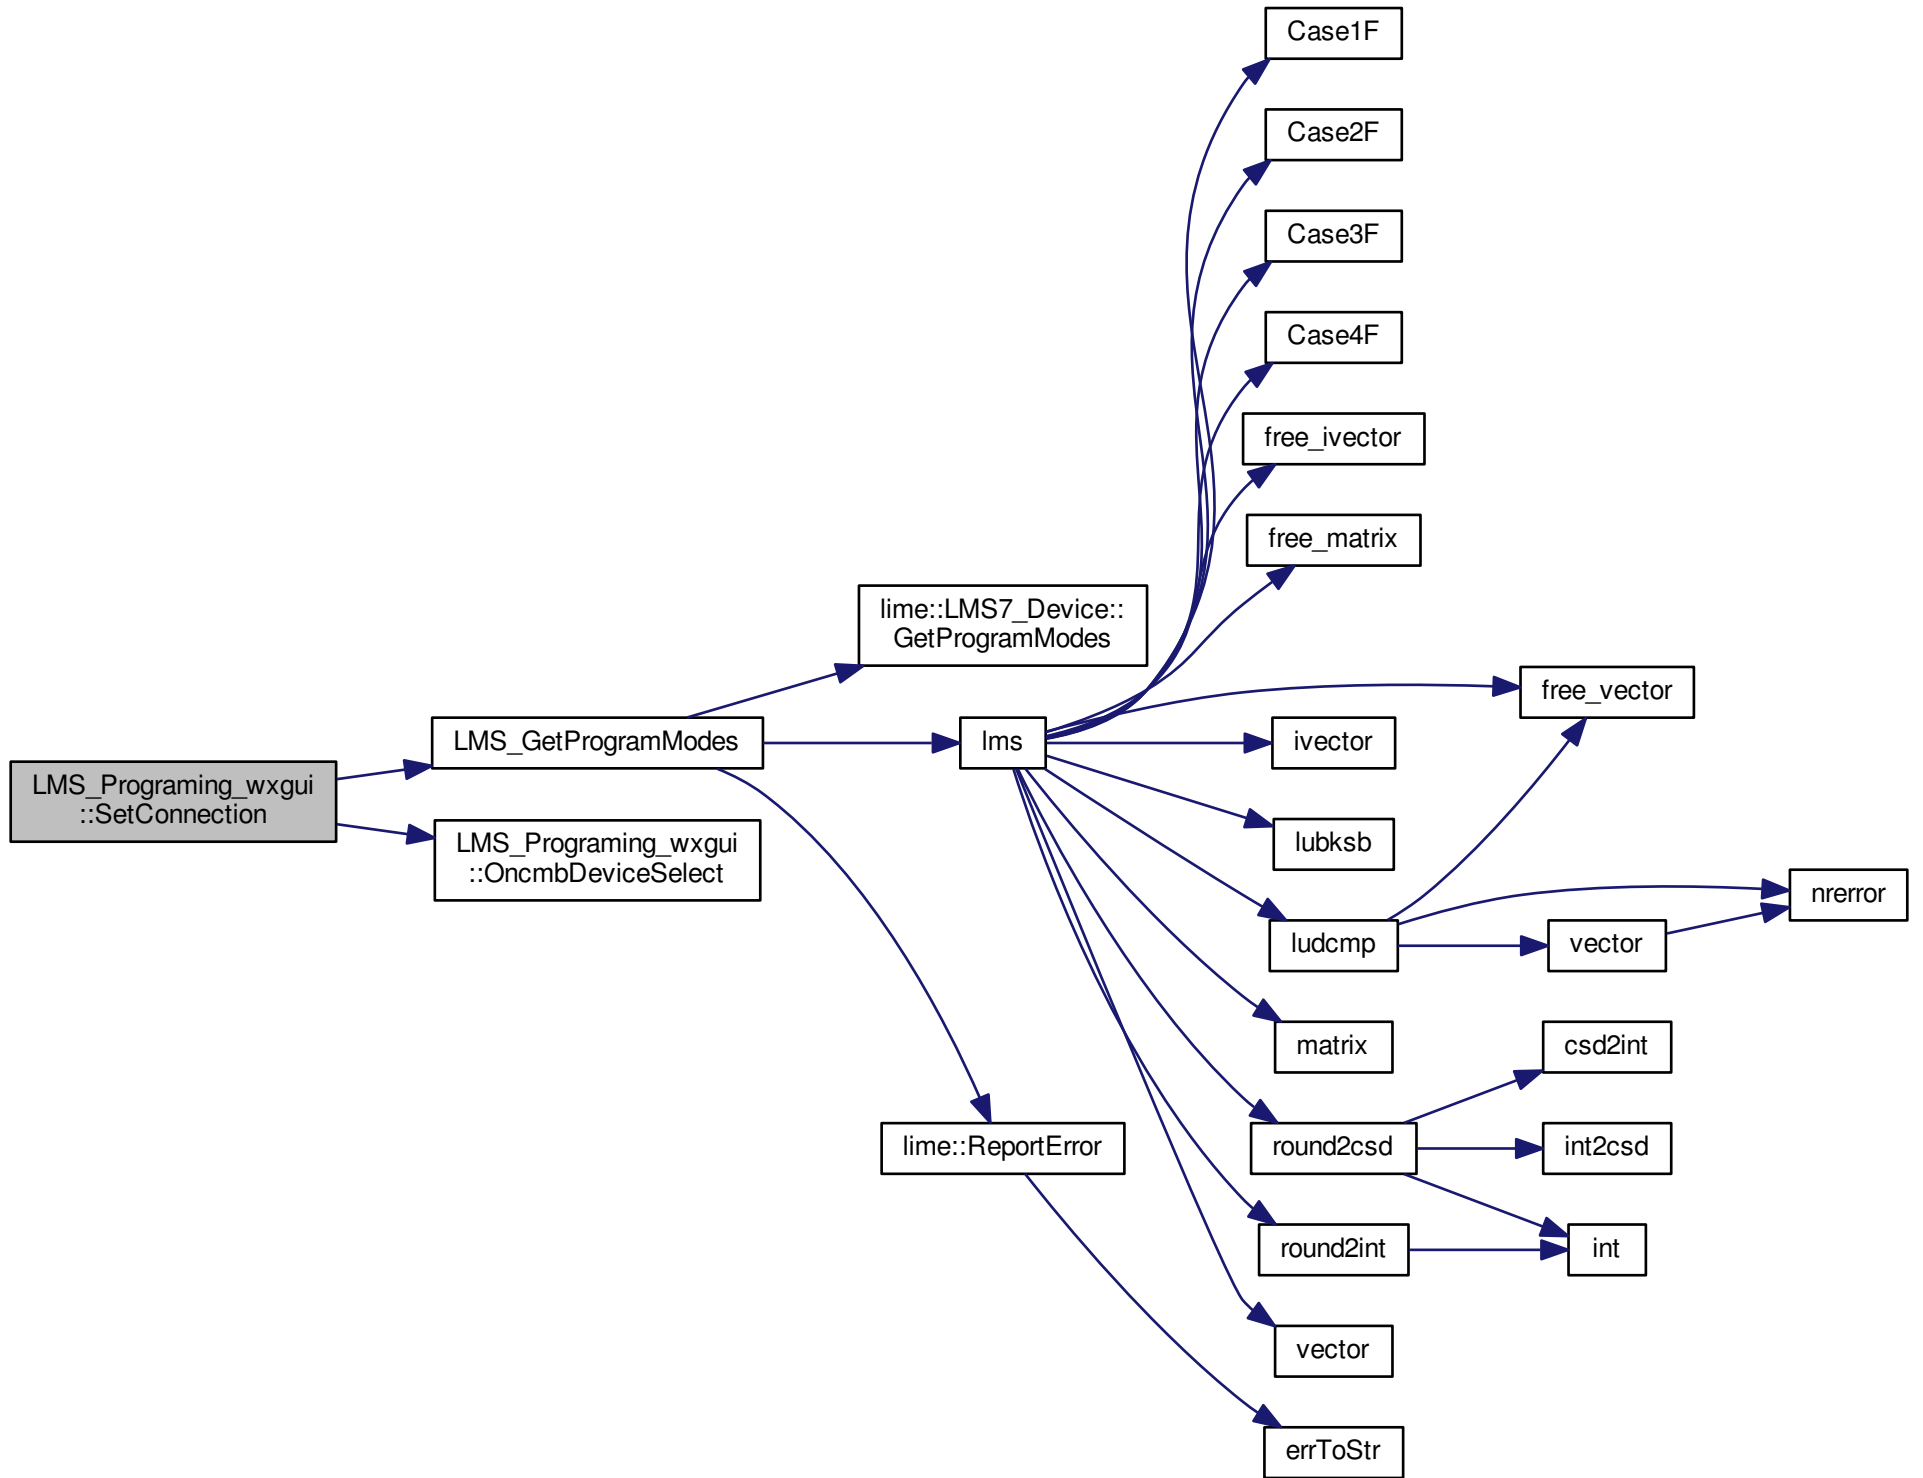 LMS_Programing_wxgui
::SetConnection
LMS_GetProgramModes
LMS_Programing_wxgui
::OncmbDeviceSelect
lime::LMS7_Device::
GetProgramModes
lms
lime::ReportError
Case1F
Case2F
Case3F
Case4F
free_ivector
free_matrix
free_vector
ivector
lubksb
ludcmp
nrerror
vector
matrix
csd2int
round2csd
int2csd
round2int
int
vector
errToStr